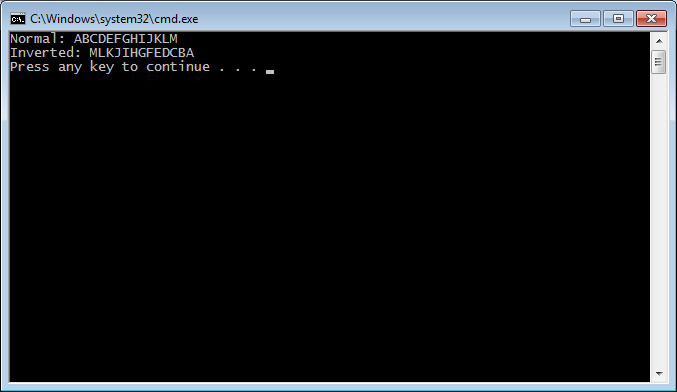 C:\Windows\system32\cmd.exe
Normal: ABCDEFGHIJKLM
Inverted: MLKJIHGFEDCBA
Press any key to continue . . .